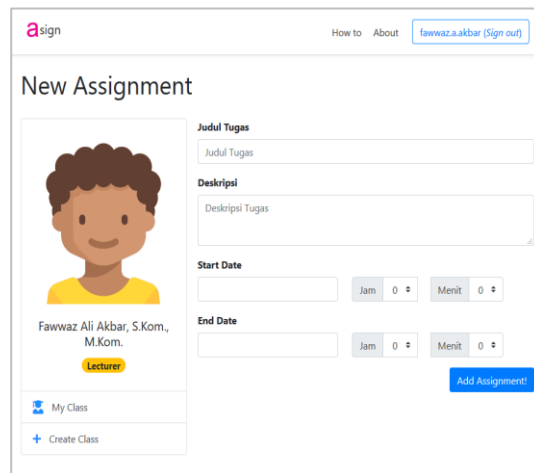 asign
How to About fawwaz.a.akbar (Sign out)
New Assignment
Judul Tugas
Judul Tugas
Deskripsi
Deskripsi Tugas
Start Date
Jam 0 Menit 0
End Date
Jam 0 Menit 0
Add Assignment!
Fawwaz Ali Akbar, S.Kom.,
M.Kom.
Lecturer
My Class
Create Class